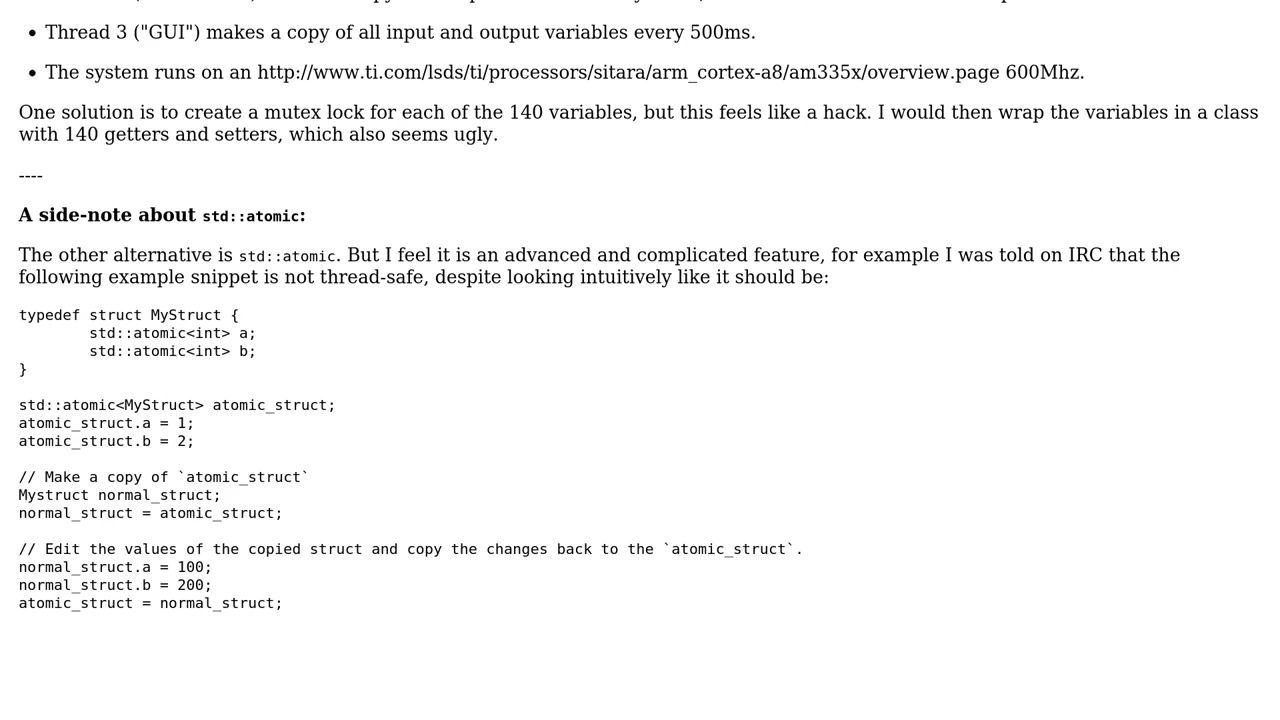 • Thread 3 ("GUI") makes a copy of all input and output variables every 500ms.
• The system runs on an http://www.ti.com/lsds/ti/processors/sitara/arm_cortex-a8/am335x/overview.page 600Mhz.
One solution is to create a mutex lock for each of the 140 variables, but this feels like a hack. I would then wrap the variables in a class
with 140 getters and setters, which also seems ugly.
----
A side-note about std::atomic:
The other alternative is std::atomic. But I feel it is an advanced and complicated feature, for example I was told on IRC that the
following example snippet is not thread-safe, despite looking intuitively like it should be:
typedef struct MyStruct {
        std::atomic<int> a;
        std::atomic<int> b;
}
std::atomic<MyStruct> atomic_struct;
atomic_struct.a = 1;
atomic_struct.b = 2;
// Make a copy of `atomic_struct`
Mystruct normal_struct;
normal_struct = atomic_struct;
// Edit the values of the copied struct and copy the changes back to the `atomic_struct`.
normal_struct.a = 100;
normal_struct.b = 200;
atomic_struct = normal_struct;